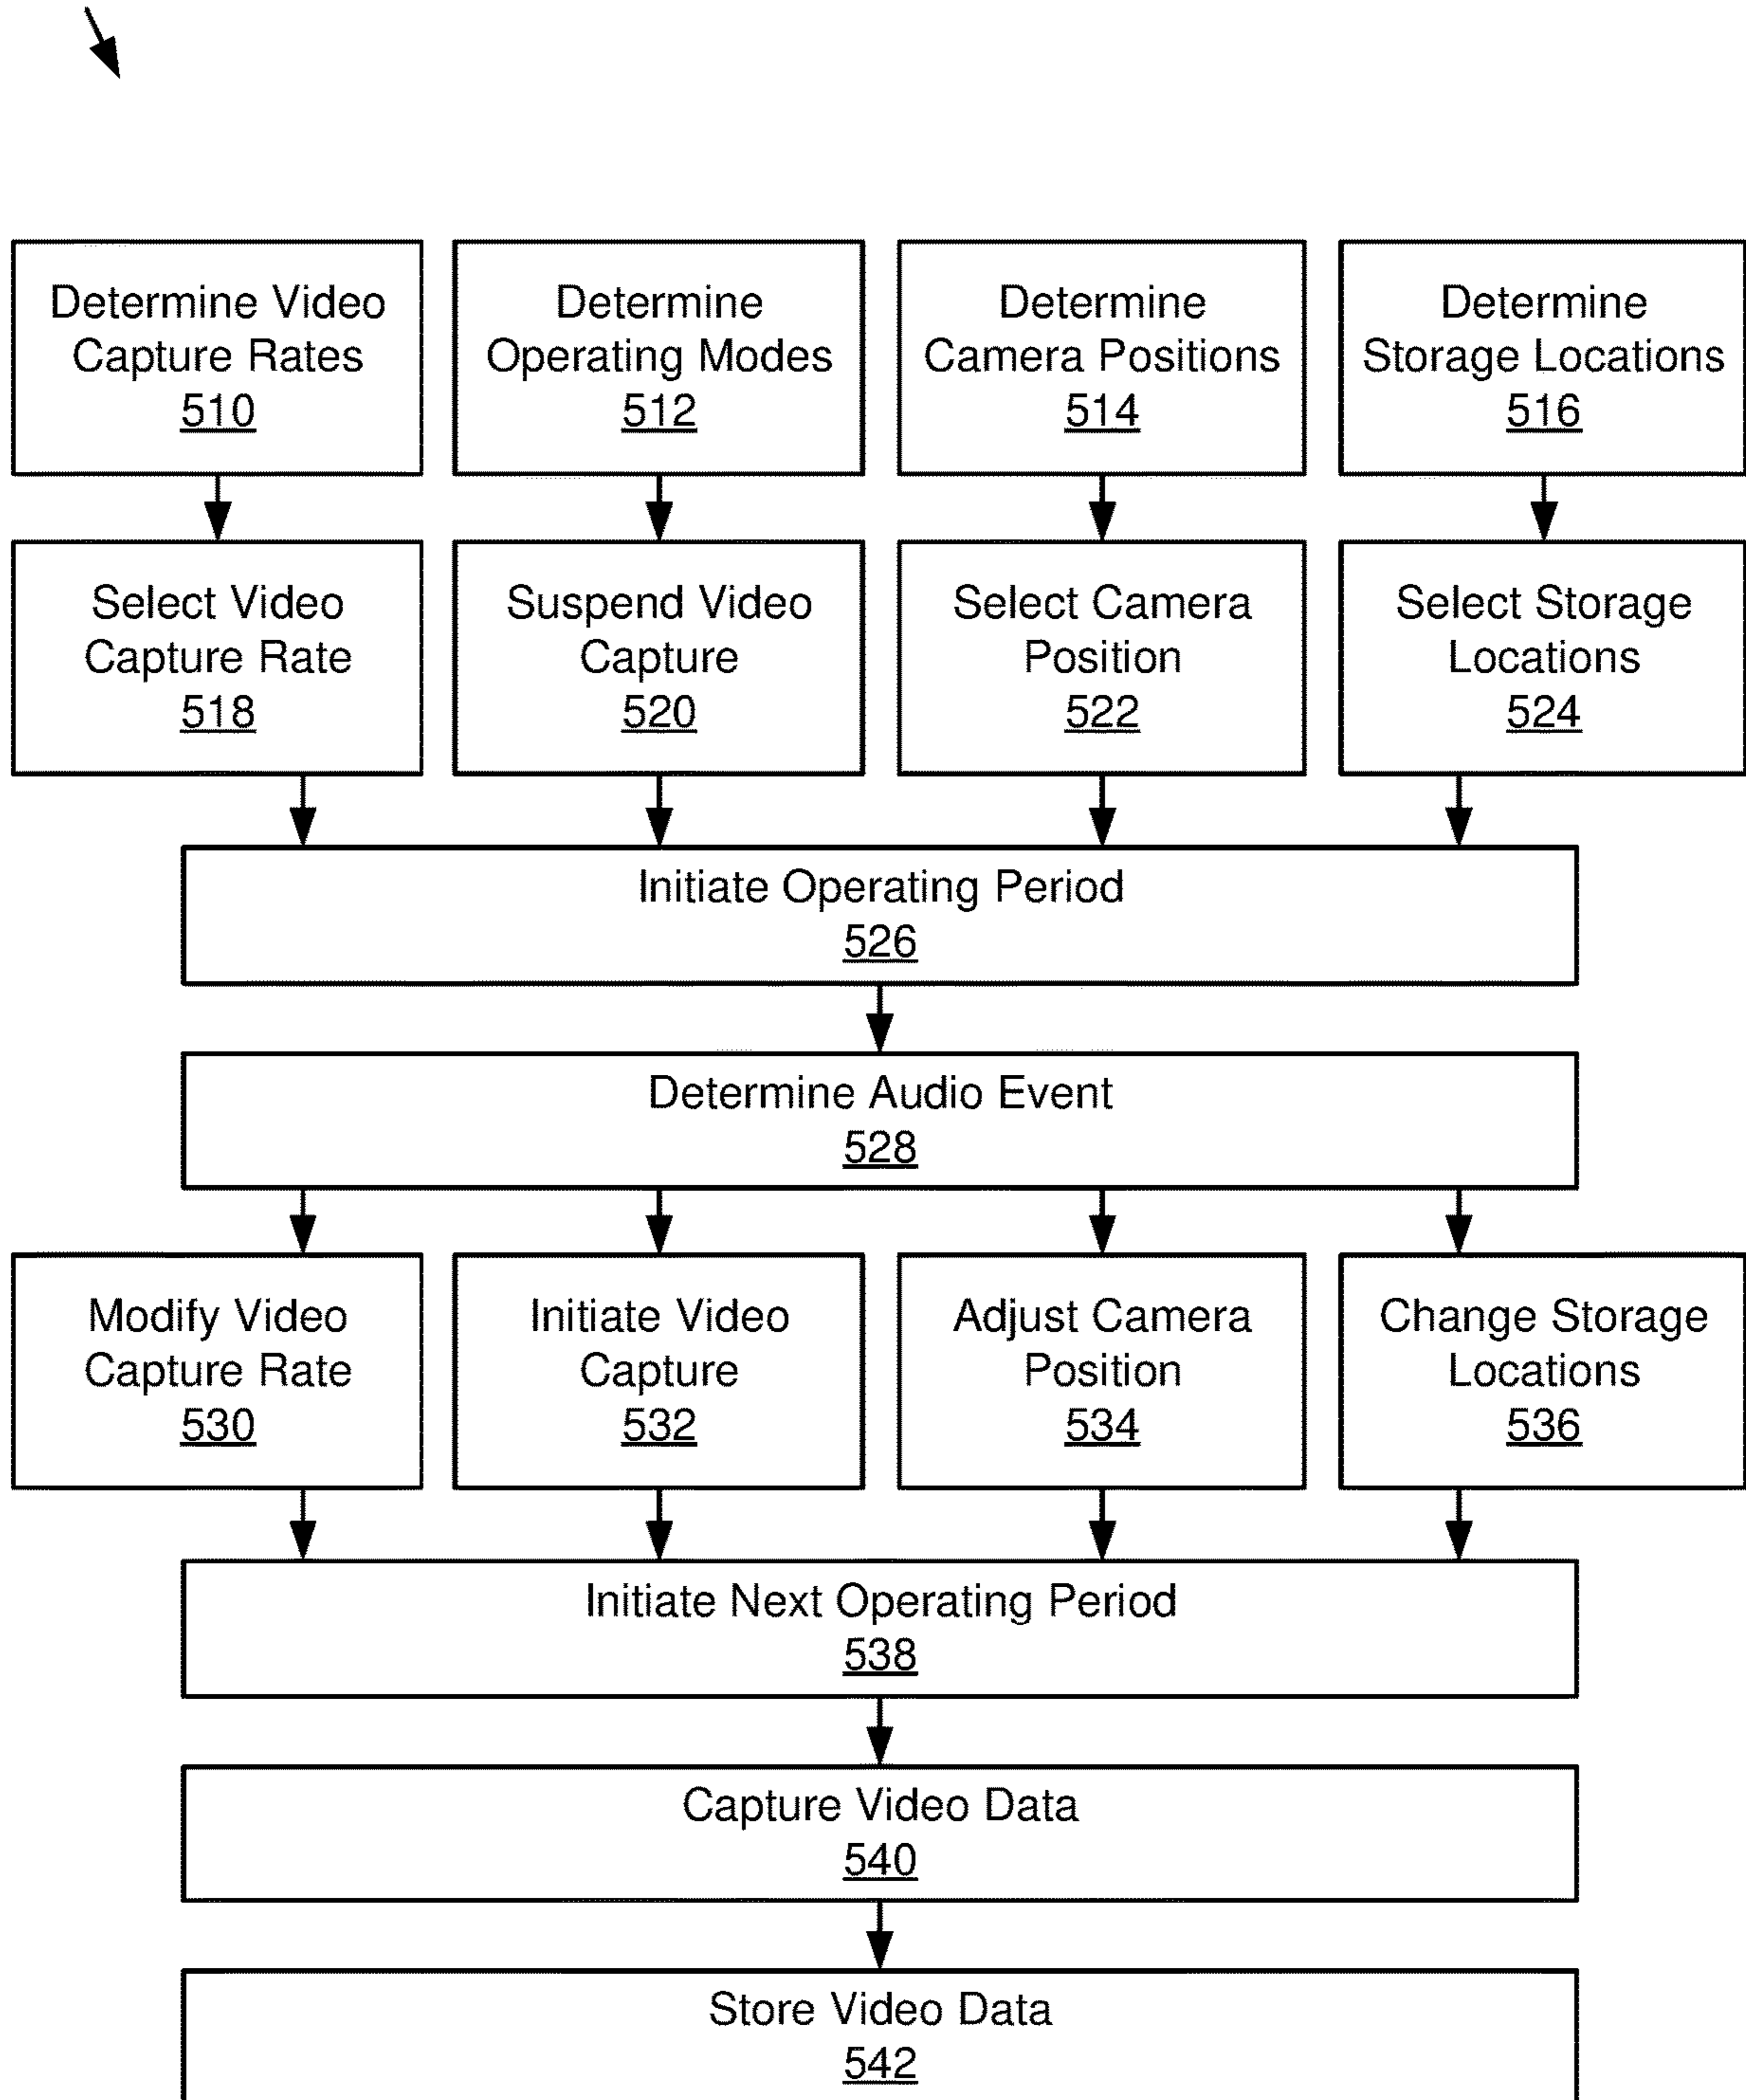 Determine Video
Capture Rates
510
Determine
Operating Modes
512
Determine
Camera Positions
514
Determine
Storage Locations
516
Select Video
Capture Rate
518
Suspend Video
Capture
520
Select Camera
Position
522
Select Storage
Locations
524
Initiate Operating Period
526
Determine Audio Event
528
Modify Video
Capture Rate
530
Initiate Video
Capture
532
Adjust Camera
Position
534
Change Storage
Locations
536
Initiate Next Operating Period
538
Capture Video Data
540
Store Video Data
542